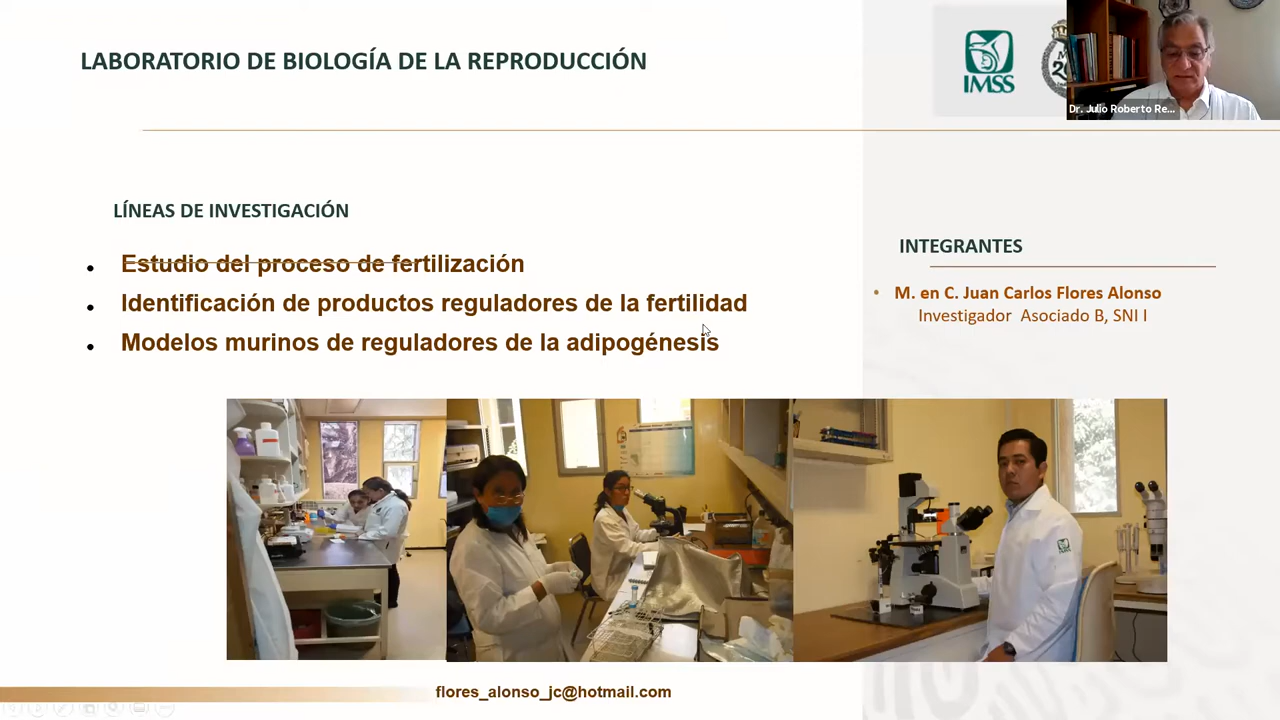 LABORATORIO DE BIOLOGÍA DE LA REPRODUCCIÓN
IMSS
Dr. Julio Roberto Re...
LÍNEAS DE INVESTIGACIÓN
Estudio del proceso de fertilización
Identificación de productos reguladores de la fertilidad
Modelos murinos de reguladores de la adipogénesis
INTEGRANTES
M. en C. Juan Carlos Flores Alonso
Investigador Asociado B, SNI I
IMSS
flores_alonso_jc@hotmail.com